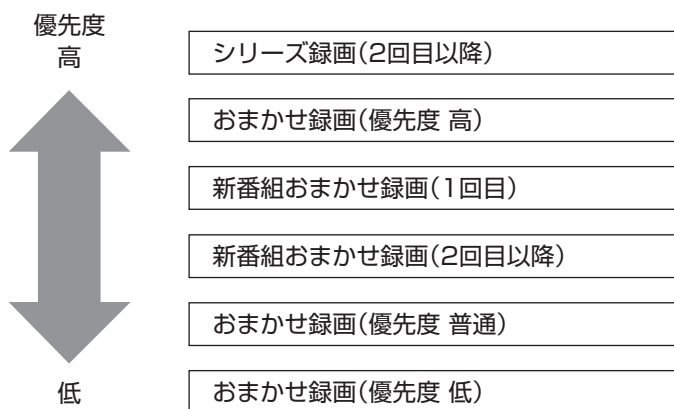 優先度
高
シリーズ録画(2回目以降)
おまかせ録画(優先度 高)
新番組おまかせ録画(1回目)
新番組おまかせ録画(2回目以降)
おまかせ録画(優先度 普通)
低
おまかせ録画(優先度 低)